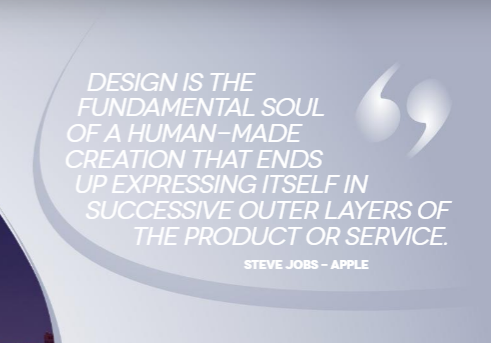 DESIGN IS THE
FUNDAMENTAL SOUL
OF A HUMAN-MADE
CREATION THAT ENDS
UP EXPRESSING ITSELF IN
SUCCESSIVE OUTER LAYERS OF
THE PRODUCT OR SERVICE.
STEVE JOBS - APPLE